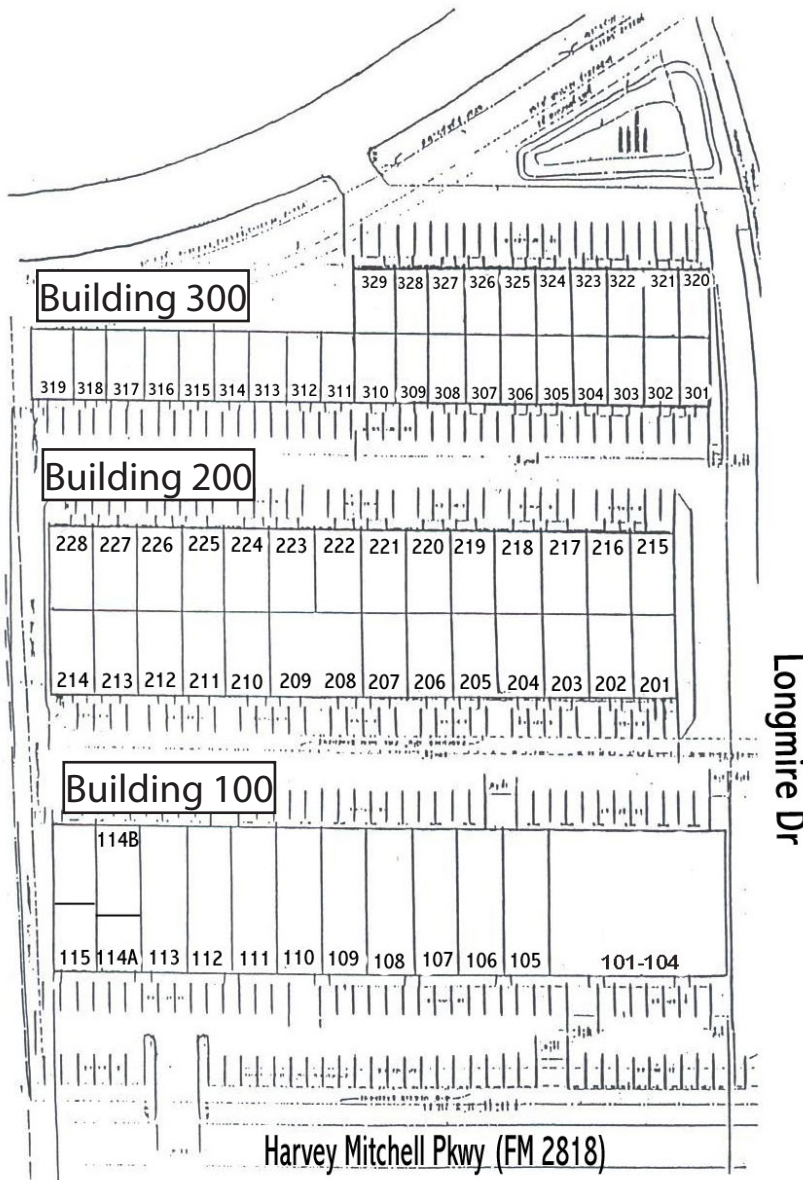 Building 300
329 328 327 326 325 324 323 322 321 320
319 318 317 316 315 314 313 312 311 310 309 308 307 306 305 304 303 302 301
Building 200
228 227 226 225 224 223 222 221 220 219 218 217 216 215
214 213 212 211 210 209 208 207 206 205 204 203 202 201
Longmire Dr
Building 100
114B
115 114A 113 112 111 110 109 108 107 106 105 101-104
Harvey Mitchell Pkwy (FM 2818)